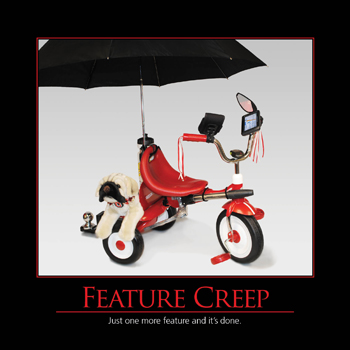 FEATURE CREEP
Just one more feature and it's done.